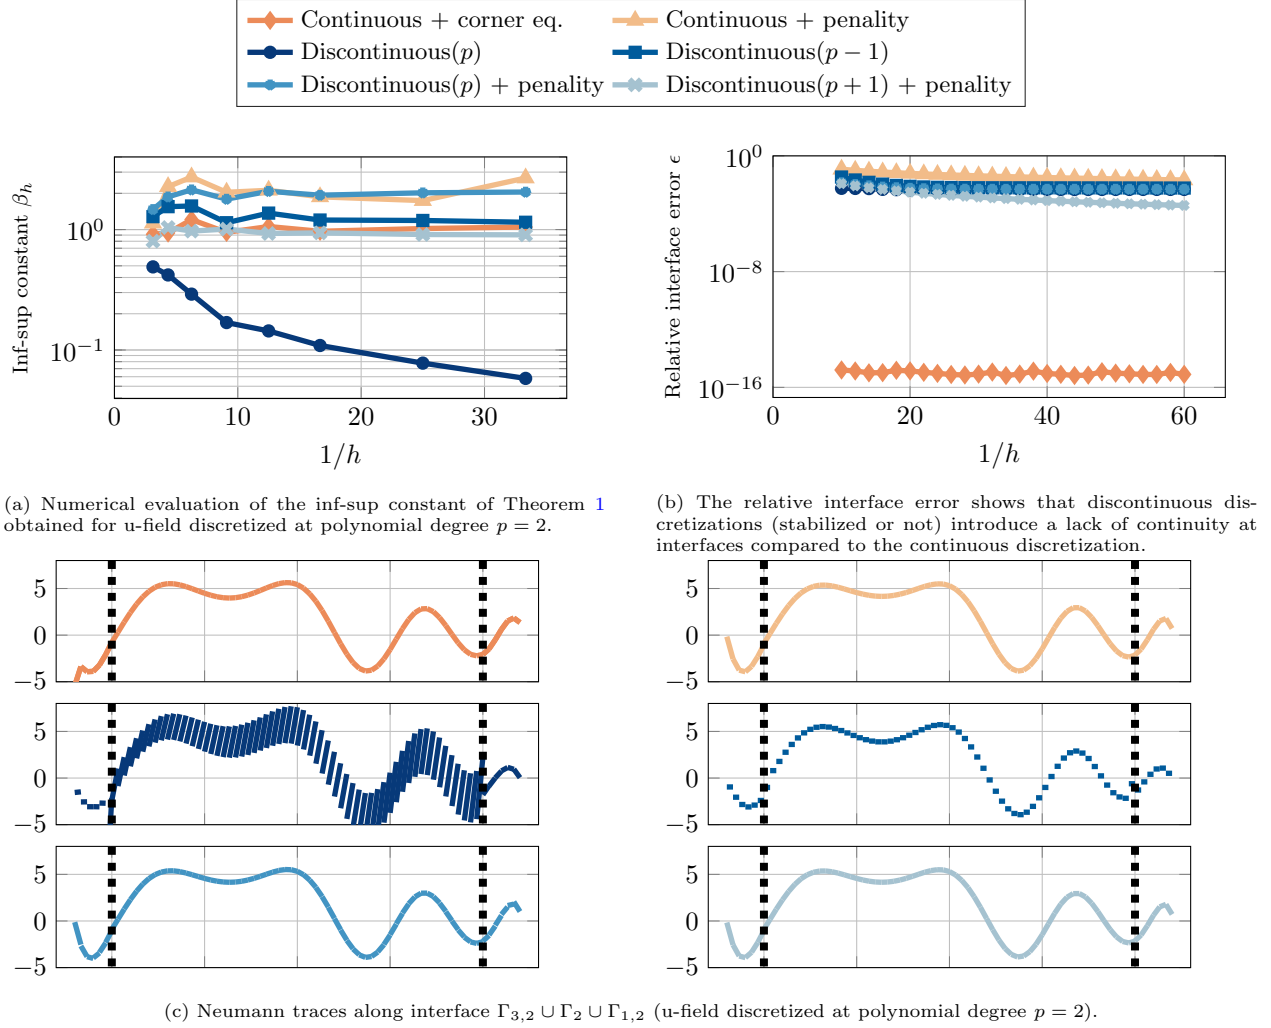 Continuous + corner eq.
Continuous + penality
Discontinuous(p)
Discontinuous(p − 1)
Discontinuous(p) + penality
Discontinuous(p + 1) + penality
Inf-sup constant βh
10^0
10^−1
0
10
20
30
1/h
Relative interface error ϵ
10^0
10^−8
10^−16
0
20
40
60
1/h
(a) Numerical evaluation of the inf-sup constant of Theorem 1
obtained for u-field discretized at polynomial degree p = 2.
(b) The relative interface error shows that discontinuous dis-
cretizations (stabilized or not) introduce a lack of continuity at
interfaces compared to the continuous discretization.
5
0
−5
5
0
−5
5
0
−5
5
0
−5
5
0
−5
5
0
−5
(c) Neumann traces along interface Γ3,2 ∪ Γ2 ∪ Γ1,2 (u-field discretized at polynomial degree p = 2).